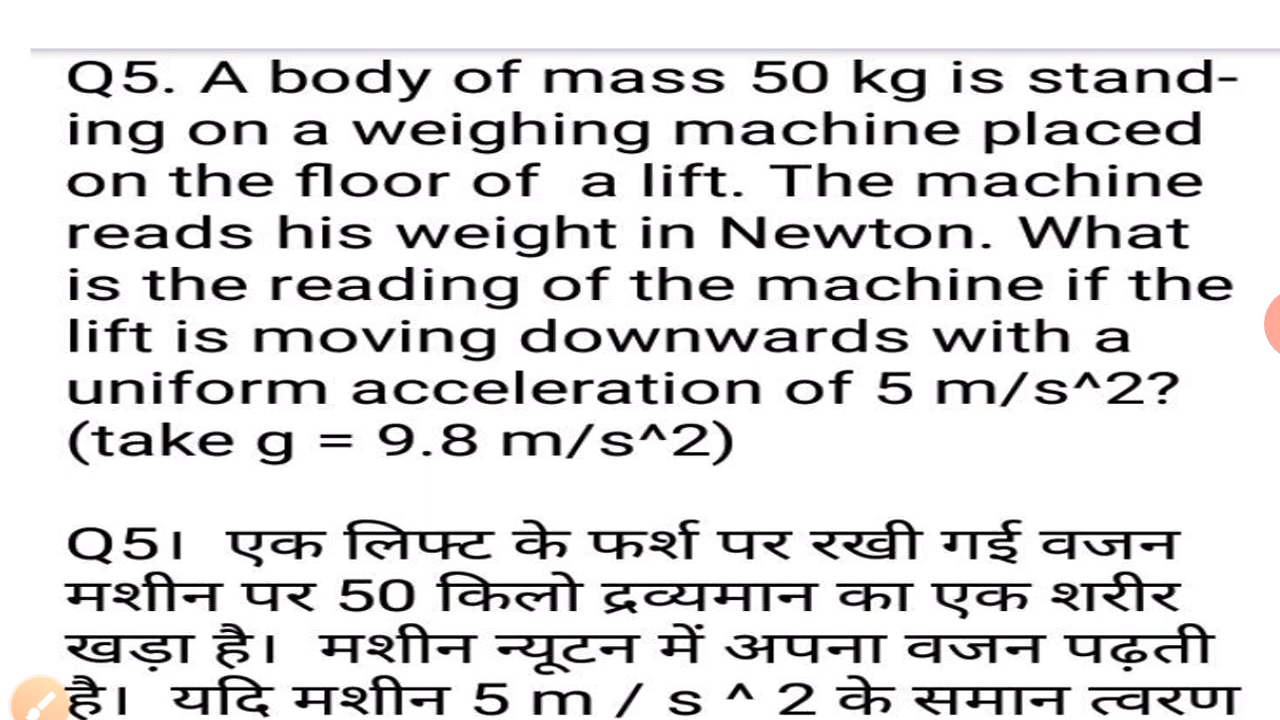 Q5. A body of mass 50 kg is stand-
ing on a weighing machine placed
on the floor of a lift. The machine
reads his weight in Newton. What
is the reading of the machine if the
lift is moving downwards with a
uniform acceleration of 5 m/s^2?
(take g = 9.8 m/s^2)
Q5। एक लिफ्ट के फर्श पर रखी गई वजन
मशीन पर 50 किलो द्रव्यमान का एक शरीर
खड़ा है। मशीन न्यूटन में अपना वजन पढ़ती
है। यदि मशीन 5 m / s ^ 2 के समान त्वरण